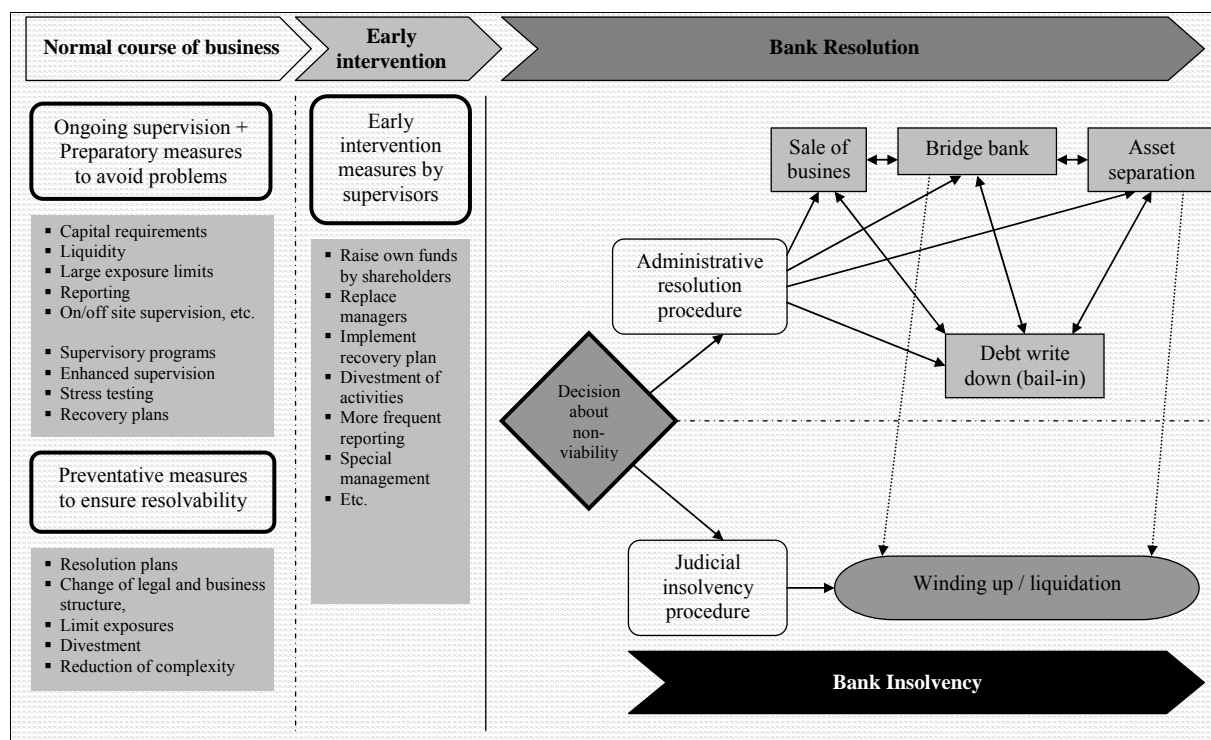 Normal course of business
Early
intervention
Bank Resolution
Ongoing supervision +
Preparatory measures
to avoid problems
▪ Capital requirements
▪ Liquidity
▪ Large exposure limits
▪ Reporting
▪ On/off site supervision, etc.
▪ Supervisory programs
▪ Enhanced supervision
▪ Stress testing
▪ Recovery plans
Preventative measures
to ensure resolvability
▪ Resolution plans
▪ Change of legal and business
structure,
▪ Limit exposures
▪ Divestment
▪ Reduction of complexity
Early
intervention
measures by
supervisors
▪ Raise own funds
by shareholders
▪ Replace
managers
▪ Implement
recovery plan
▪ Divestment of
activities
▪ More frequent
reporting
▪ Special
management
▪ Etc.
Decision
about
non-
viability
Administrative
resolution
procedure
Sale of
busines
Bridge bank
Asset
separation
Debt write
down (bail-in)
Judicial
insolvency
procedure
Winding up / liquidation
Bank Insolvency